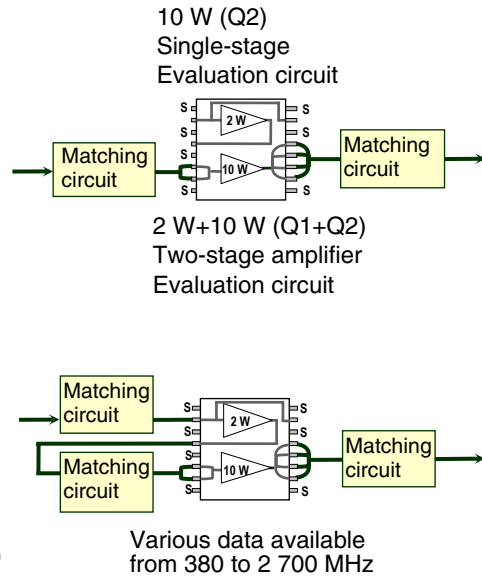 10 W (Q2)
Single-stage
Evaluation circuit
S
S
2 W
S
S
Matching
circuit
Matching
circuit
10 W
S
S
2 W+10 W (Q1+Q2)
Two-stage amplifier
Evaluation circuit
Matching
circuit
S
S
2 W
S
S
Matching
circuit
Matching
circuit
10 W
S
S
Various data available
from 380 to 2 700 MHz